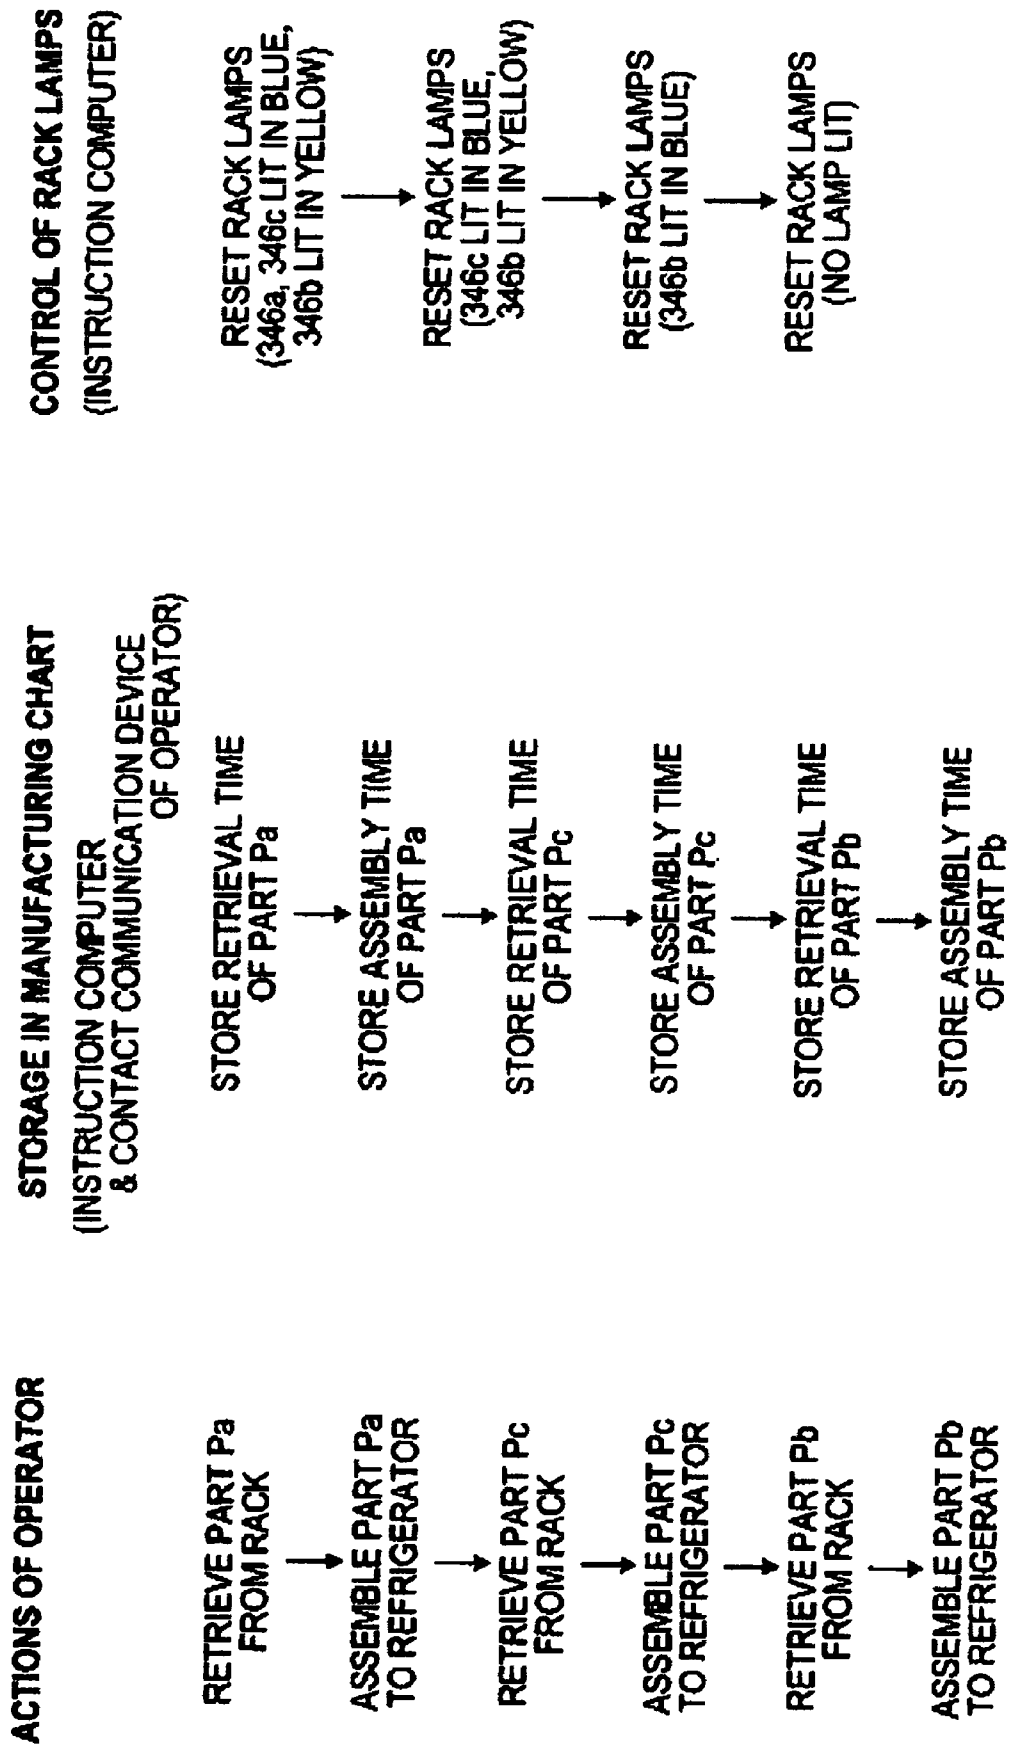 ACTIONS OF OPERATOR
RETRIEVE PART Pa
FROM RACK
ASSEMBLE PART Pa
TO REFRIGERATOR
RETRIEVE PART Pc
FROM RACK
ASSEMBLE PART Pc
TO REFRIGERATOR
RETRIEVE PART Pb
FROM RACK
ASSEMBLE PART Pb
TO REFRIGERATOR
STORAGE IN MANUFACTURING CHART
(INSTRUCTION COMPUTER
& CONTACT COMMUNICATION DEVICE
OF OPERATOR)
STORE RETRIEVAL TIME
OF PART Pa
STORE ASSEMBLY TIME
OF PART Pa
STORE RETRIEVAL TIME
OF PART Pc
STORE ASSEMBLY TIME
OF PART Pc
STORE RETRIEVAL TIME
OF PART Pb
STORE ASSEMBLY TIME
OF PART Pb
CONTROL OF RACK LAMPS
(INSTRUCTION COMPUTER)
RESET RACK LAMPS
(346a, 346c LIT IN BLUE,
346b LIT IN YELLOW)
RESET RACK LAMPS
(346c LIT IN BLUE,
346b LIT IN YELLOW)
RESET RACK LAMPS
(346b LIT IN BLUE)
RESET RACK LAMPS
(NO LAMP LIT)